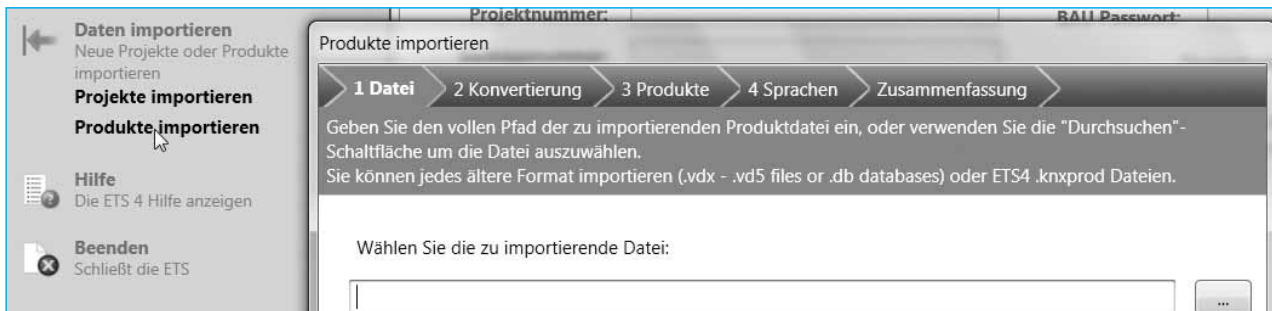 Projektnummer:
BAU Passwort:
Daten importieren
Neue Projekte oder Produkte
importieren
Projekte importieren
Produkte importieren
Hilfe
Die ETS 4 Hilfe anzeigen
Beenden
Schließt die ETS
Produkte importieren
1 Datei
2 Konvertierung
3 Produkte
4 Sprachen
Zusammenfassung
Geben Sie den vollen Pfad der zu importierenden Produktdatei ein, oder verwenden Sie die "Durchsuchen"-
Schaltfläche um die Datei auszuwählen.
Sie können jedes ältere Format importieren (.vdx - .vd5 files or .db databases) oder ETS4 .knxprod Dateien.
Wählen Sie die zu importierende Datei:
...